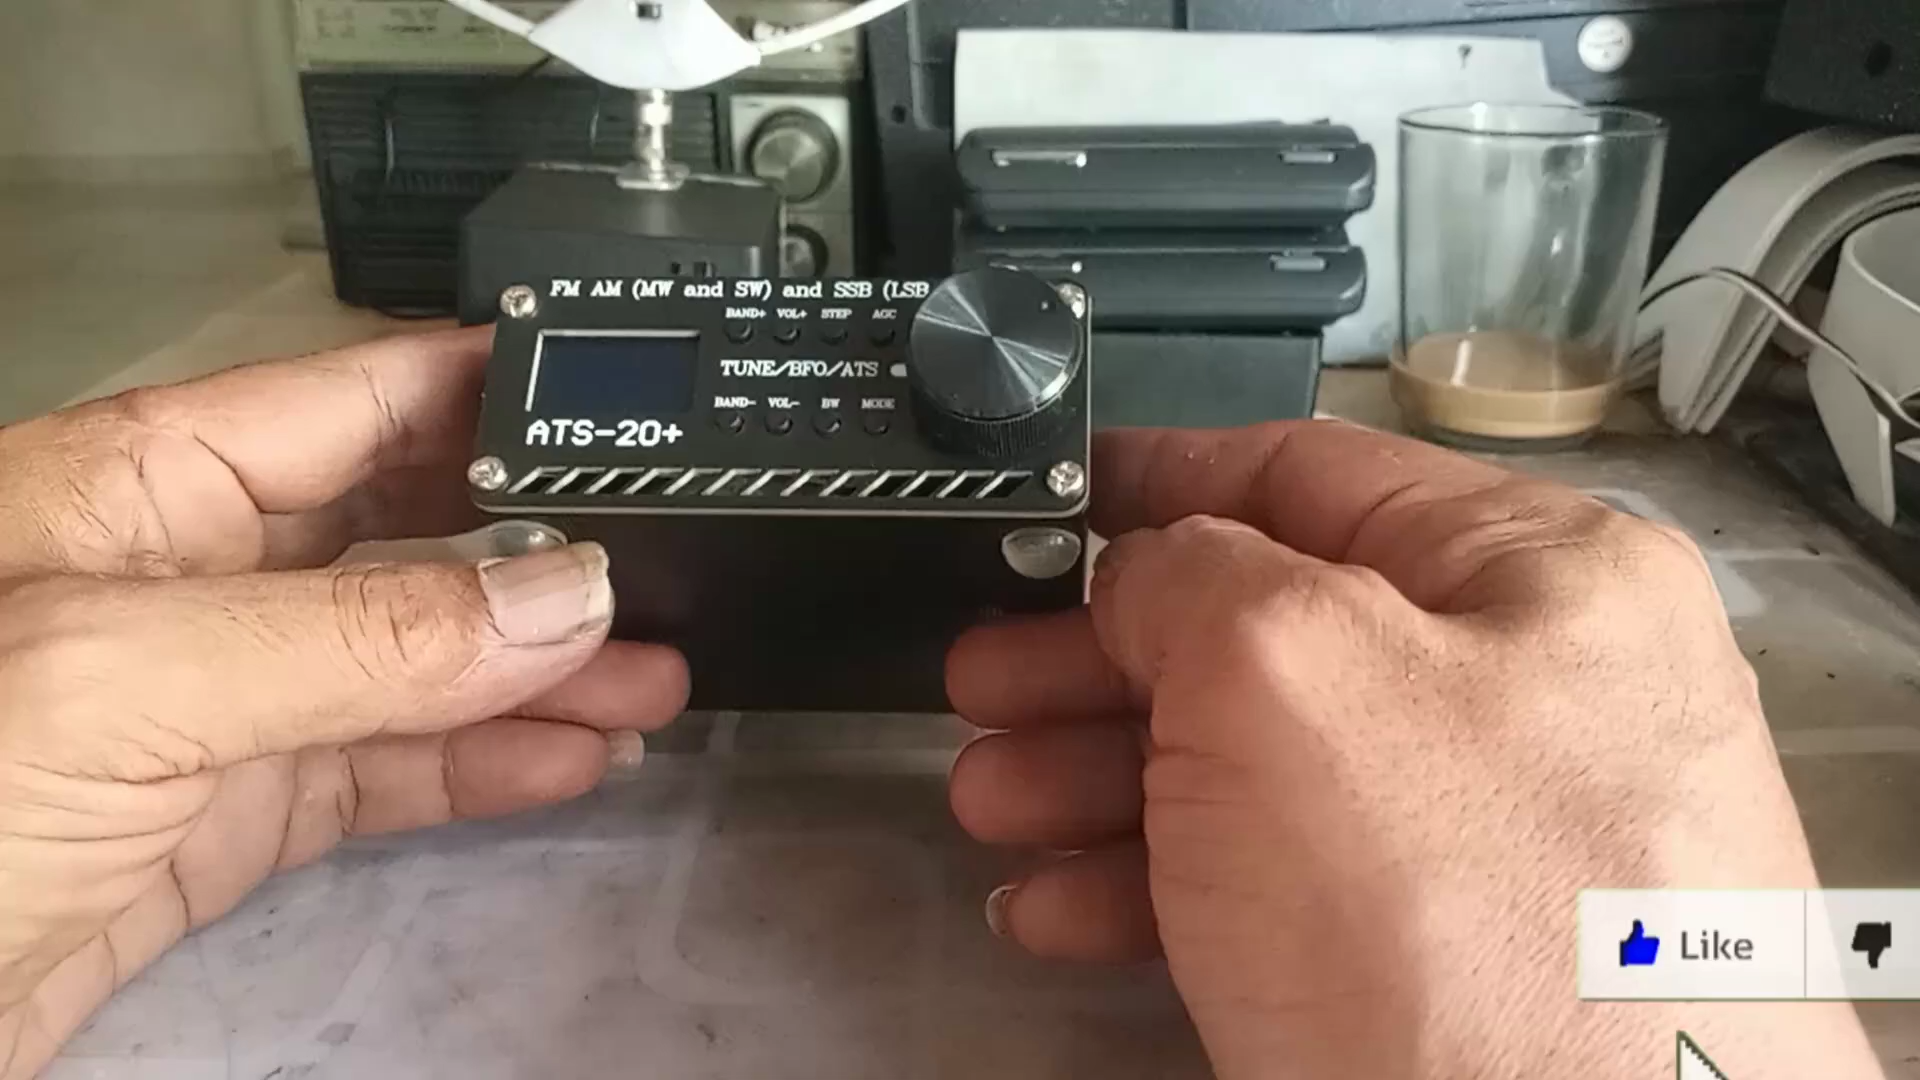 FM AM (MW and SW) and SSB (LSB
BAND+ VOL+ STEP AGC
TUNE/BFO/ATS
BAND- VOL- BW MODE
ATS-20+
Like